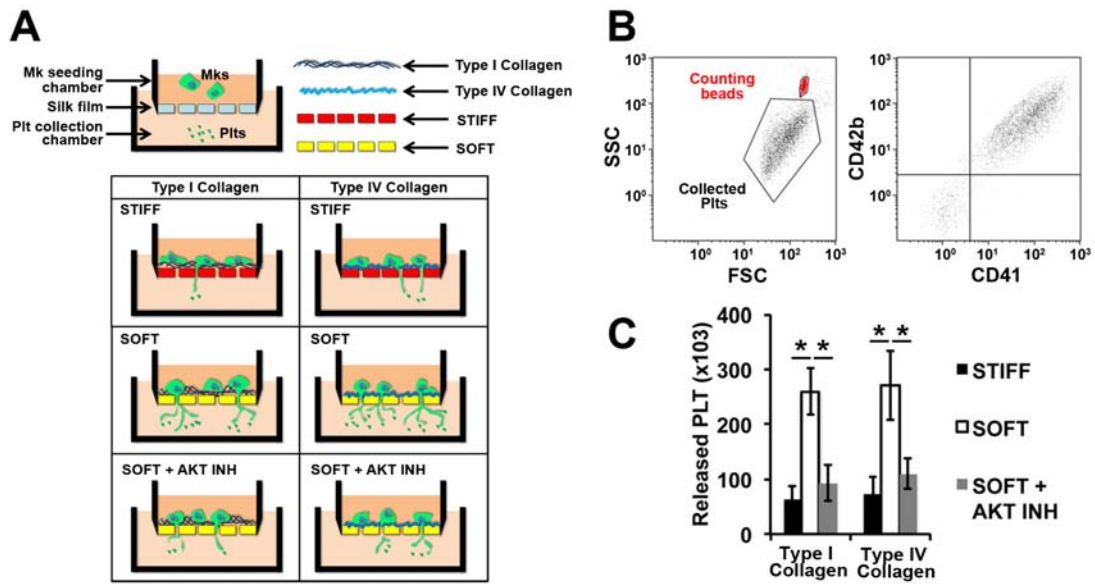 A
Mk seeding
chamber
Silk film
Plt collection
chamber
Mks
Plts
Type I Collagen
Type IV Collagen
STIFF
SOFT
Type I Collagen
Type IV Collagen
STIFF
STIFF
SOFT
SOFT
SOFT + AKT INH
SOFT + AKT INH
B
SSC
10³
10²
10¹
10⁰
Counting
beads
Collected
Plts
10⁰ 10¹ 10² 10³
FSC
CD42b
10³
10²
10¹
10⁰
10⁰ 10¹ 10² 10³
CD41
C
Released PLT (x103)
400
300
200
100
0
* *
* *
Type I
Collagen
Type IV
Collagen
STIFF
SOFT
SOFT +
AKT INH